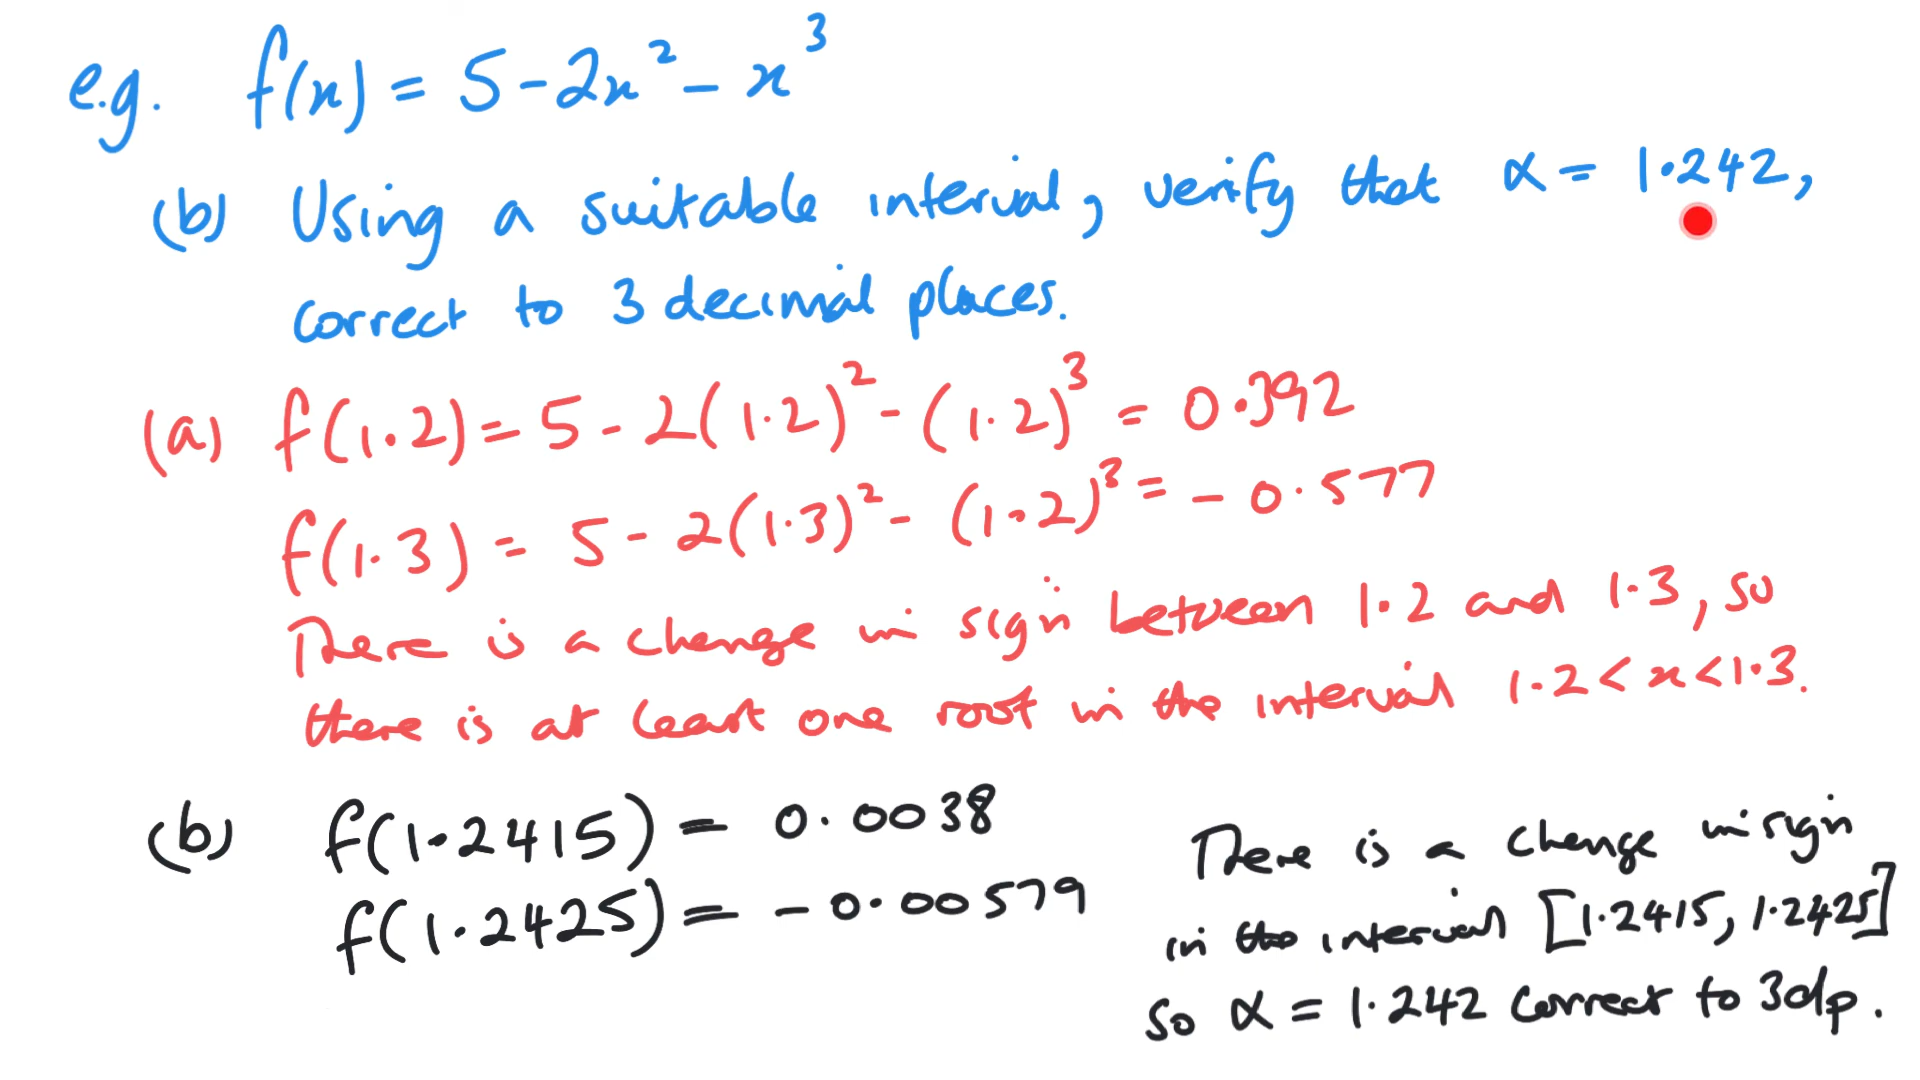 e.g. f(x) = 5 - 2x² - x³
(b) Using a suitable interval, verify that α = 1.242,
correct to 3 decimal places.
(a) f(1.2) = 5 - 2(1.2)² - (1.2)³ = 0.392
f(1.3) = 5 - 2(1.3)² - (1.2)³ = - 0.577
There is a change in sign between 1.2 and 1.3, so
there is at least one root in the interval 1.2 < x < 1.3.
(b) f(1.2415) = 0.0038
f(1.2425) = - 0.00579
There is a change in sign
in the interval [1.2415, 1.2425]
so α = 1.242 correct to 3dp.